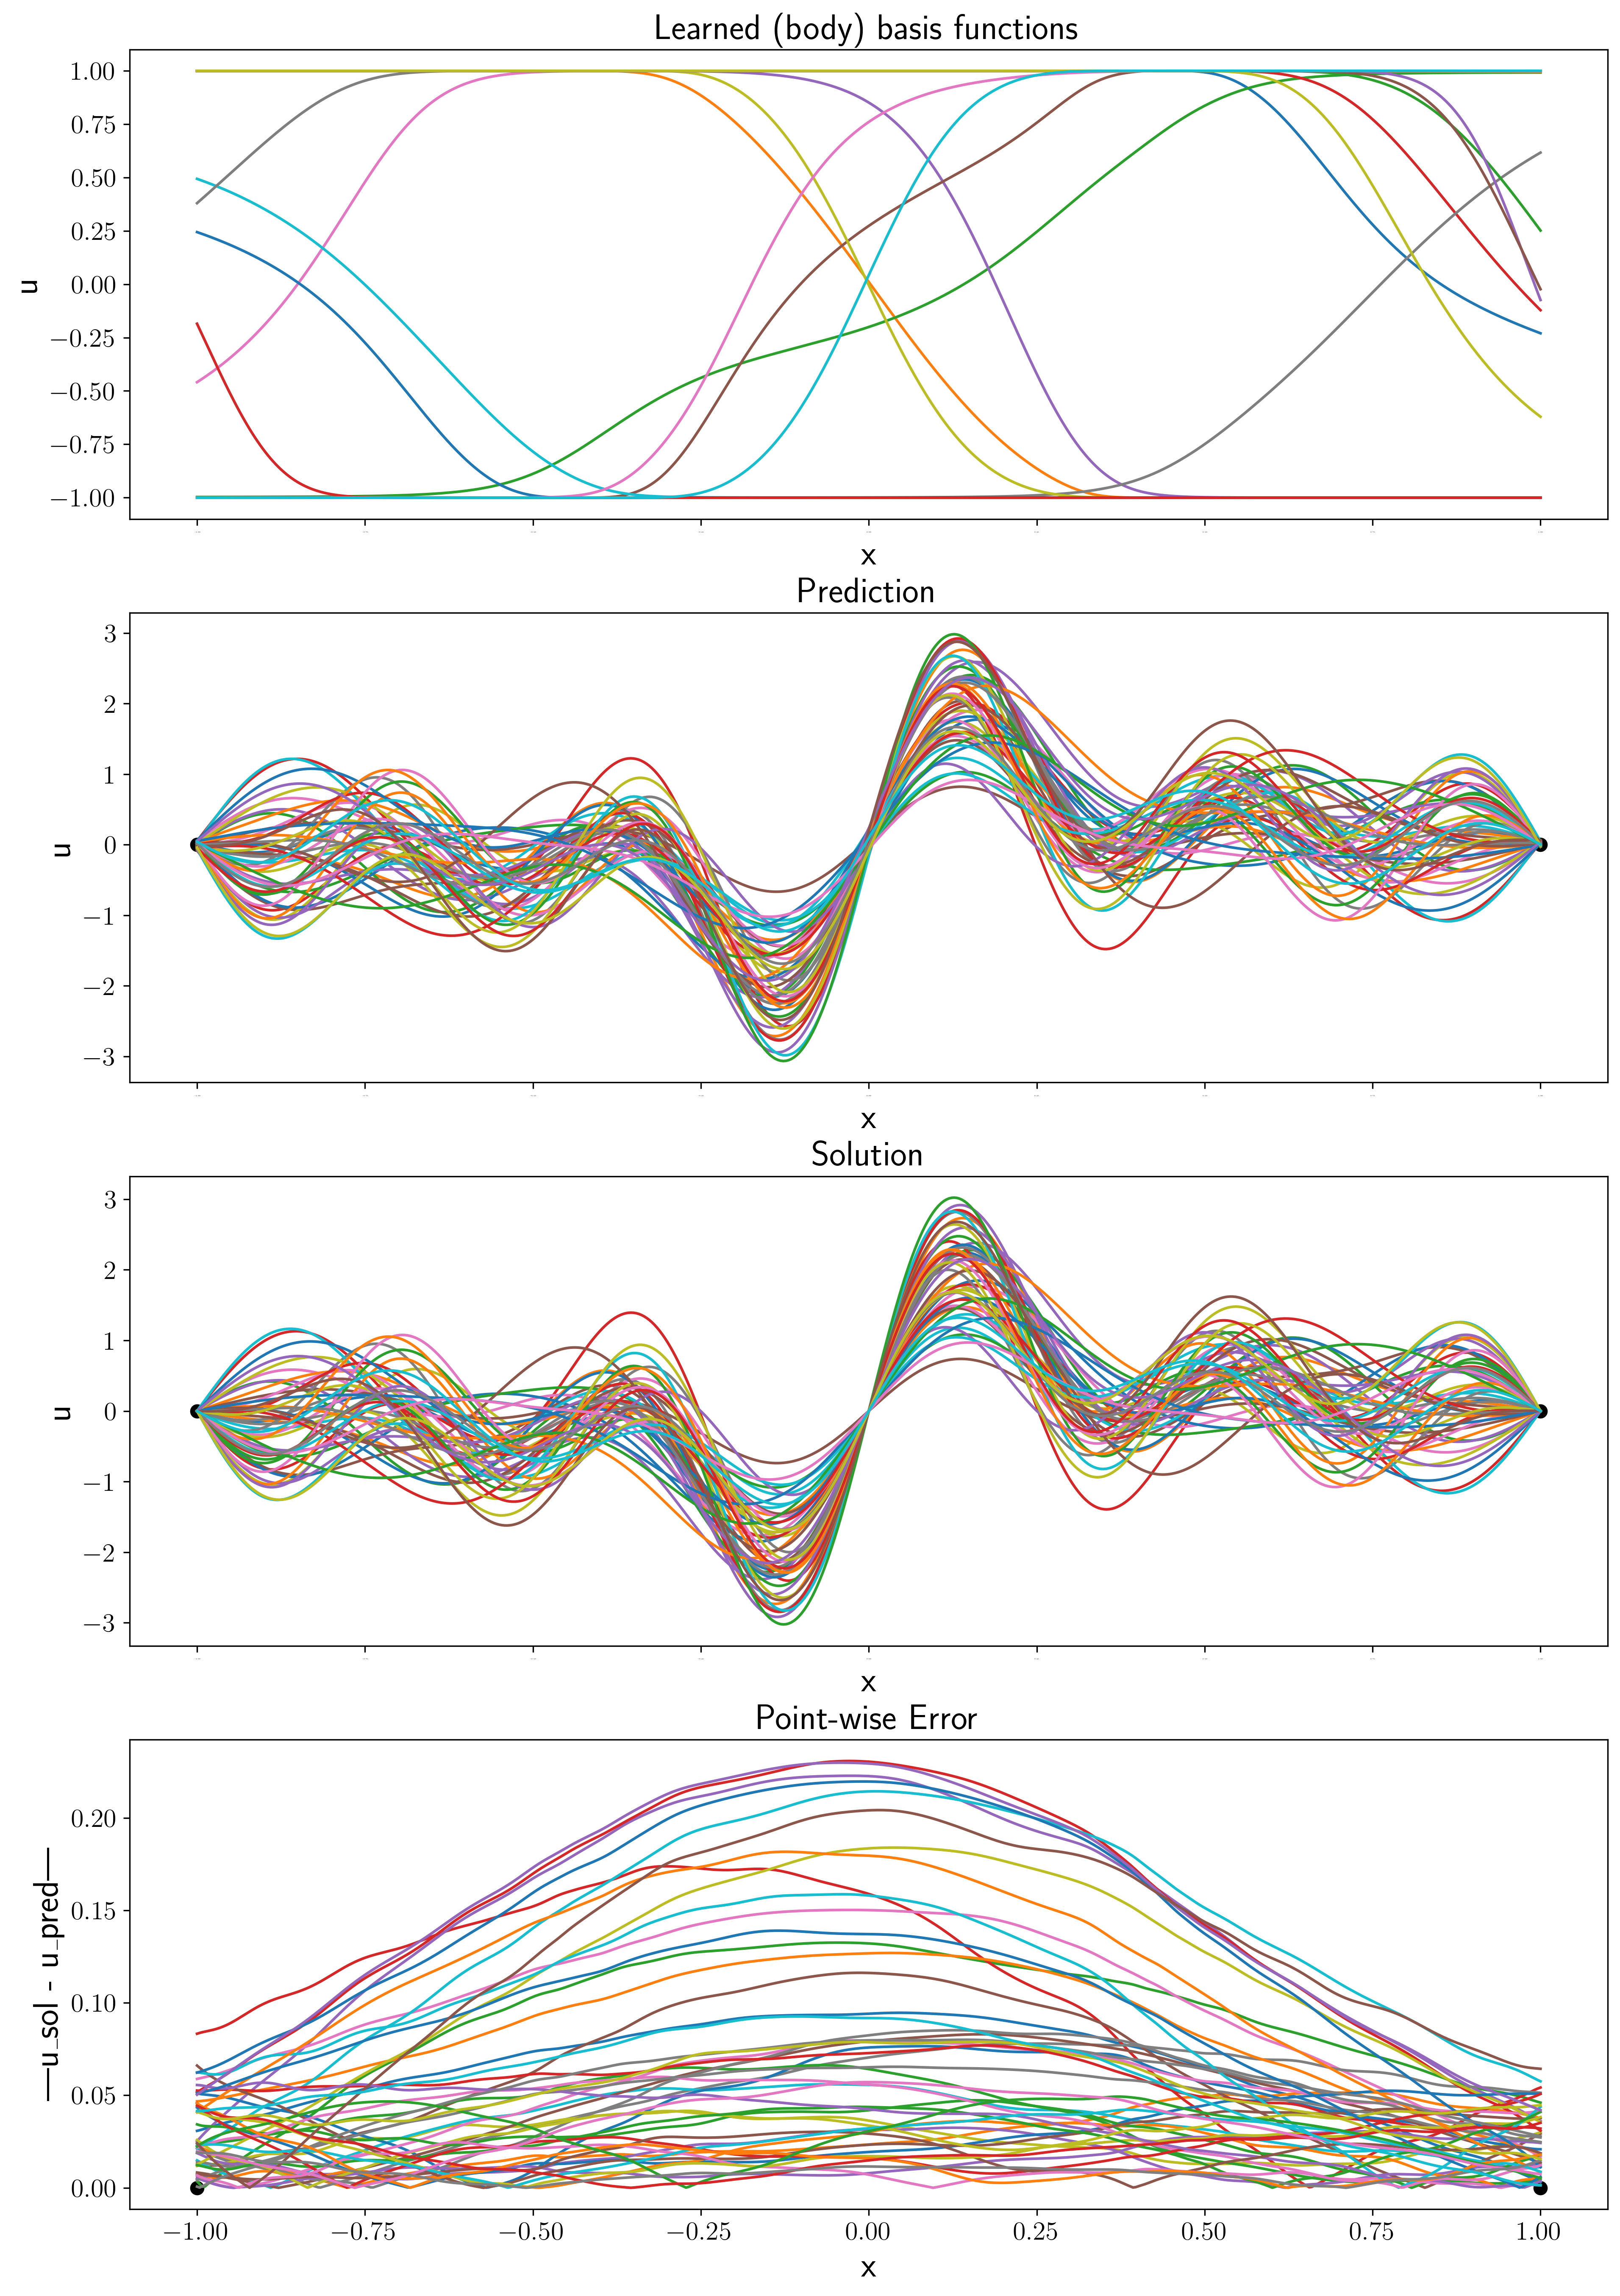 Learned (body) basis functions
1.00
0.75
0.50
0.25
0.00
−0.25
−0.50
−0.75
−1.00
u
x
Prediction
3
2
1
0
−1
−2
−3
u
x
Solution
3
2
1
0
−1
−2
−3
u
x
Point-wise Error
0.20
0.15
0.10
0.05
0.00
—u_sol - u_pred—
−1.00 −0.75 −0.50 −0.25 0.00 0.25 0.50 0.75 1.00
x